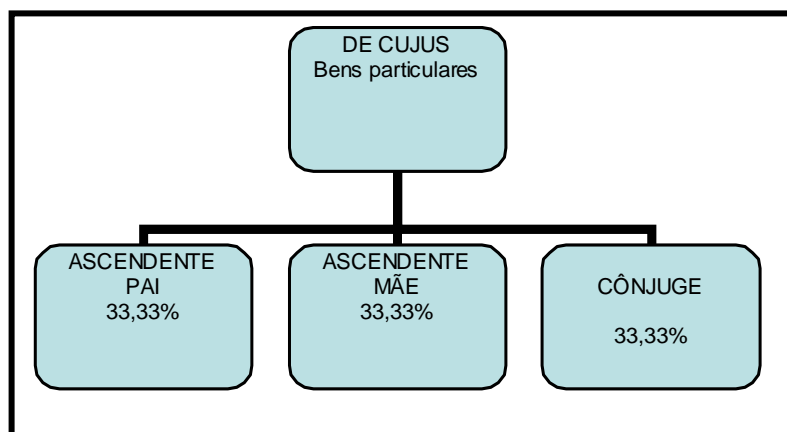 DE CUJUS
Bens particulares
ASCENDENTE
PAI
33,33%
ASCENDENTE
MÃE
33,33%
CÔNJUGE
33,33%